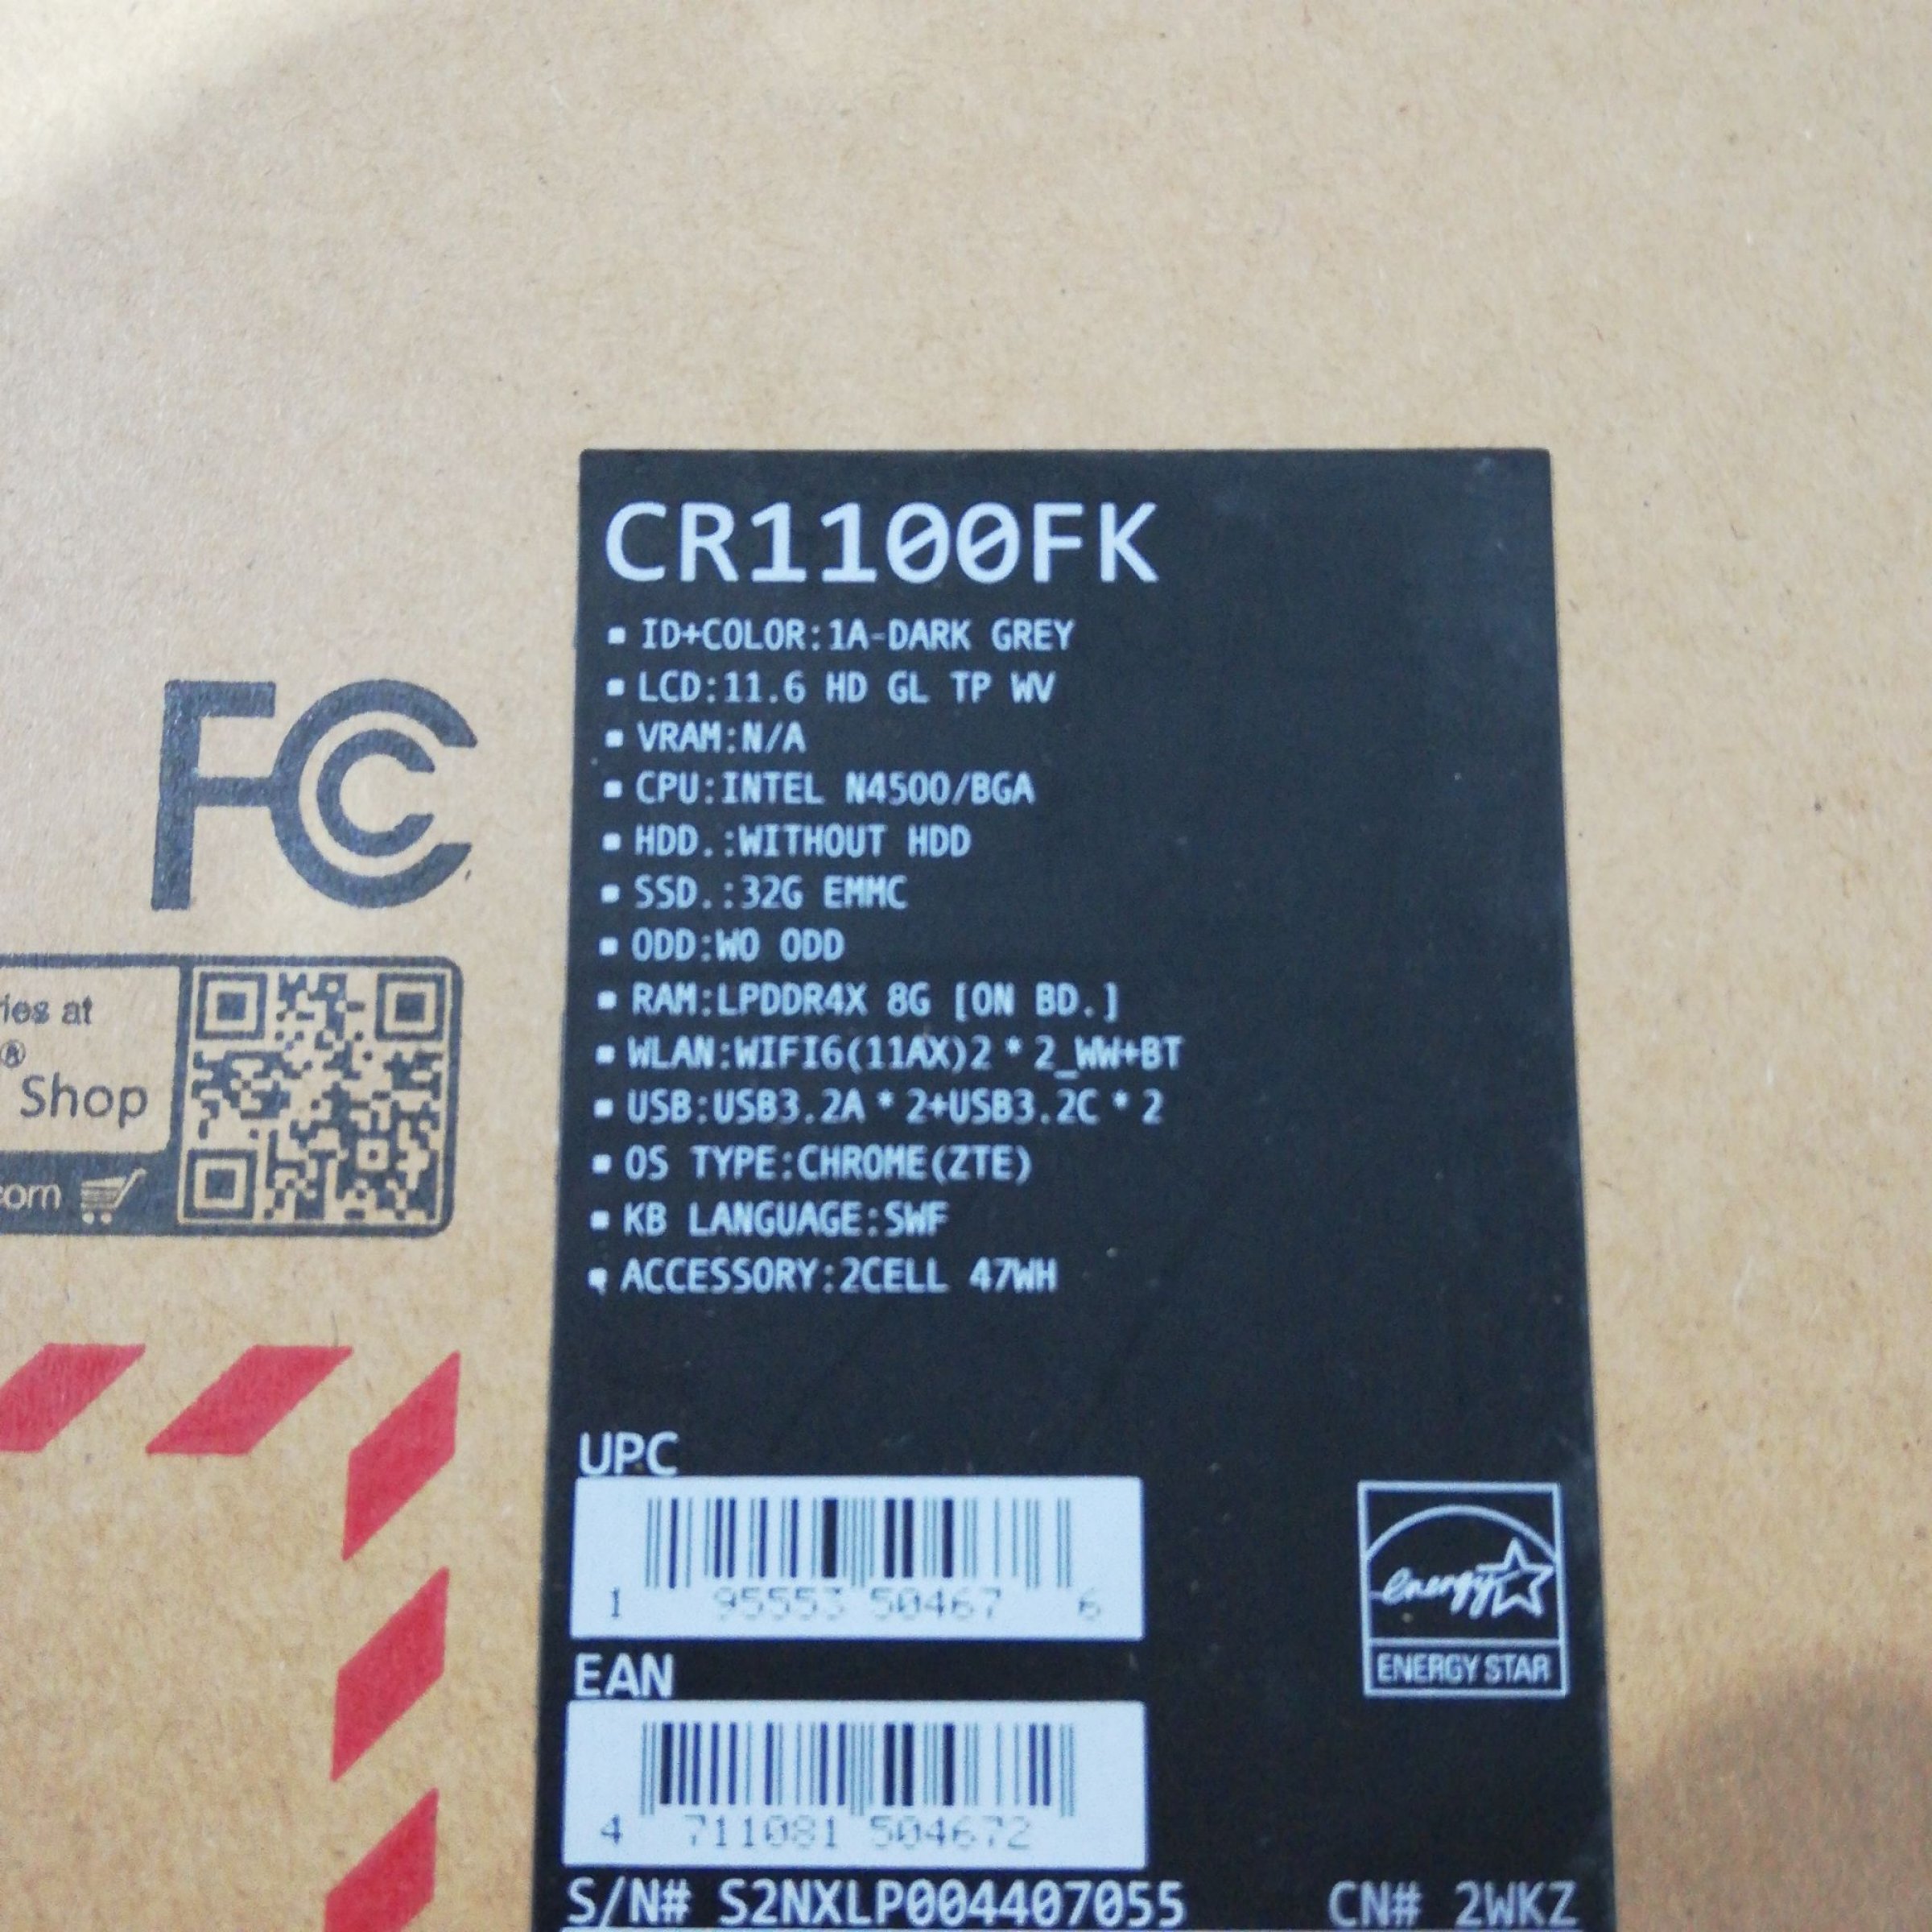 CR1100FK
ID+COLOR:1A-DARK GREY
LCD:11.6 HD GL TP WV
VRAM:N/A
CPU:INTEL N4500/BGA
HDD.:WITHOUT HDD
SSD.:32G EMMC
ODD:WO ODD
RAM:LPDDR4X 8G [ON BD.]
WLAN:WIFI6(11AX)2*2_WW+BT
USB:USB3.2A*2+USB3.2C*2
OS TYPE:CHROME(ZTE)
KB LANGUAGE:SWF
ACCESSORY:2CELL 47WH
FC
ries at
®
Shop
com
UPC
1 95553 50467 6
energy
ENERGY STAR
EAN
4 711081 504672
S/N# S2NXLP004407055 CN# 2WKZ